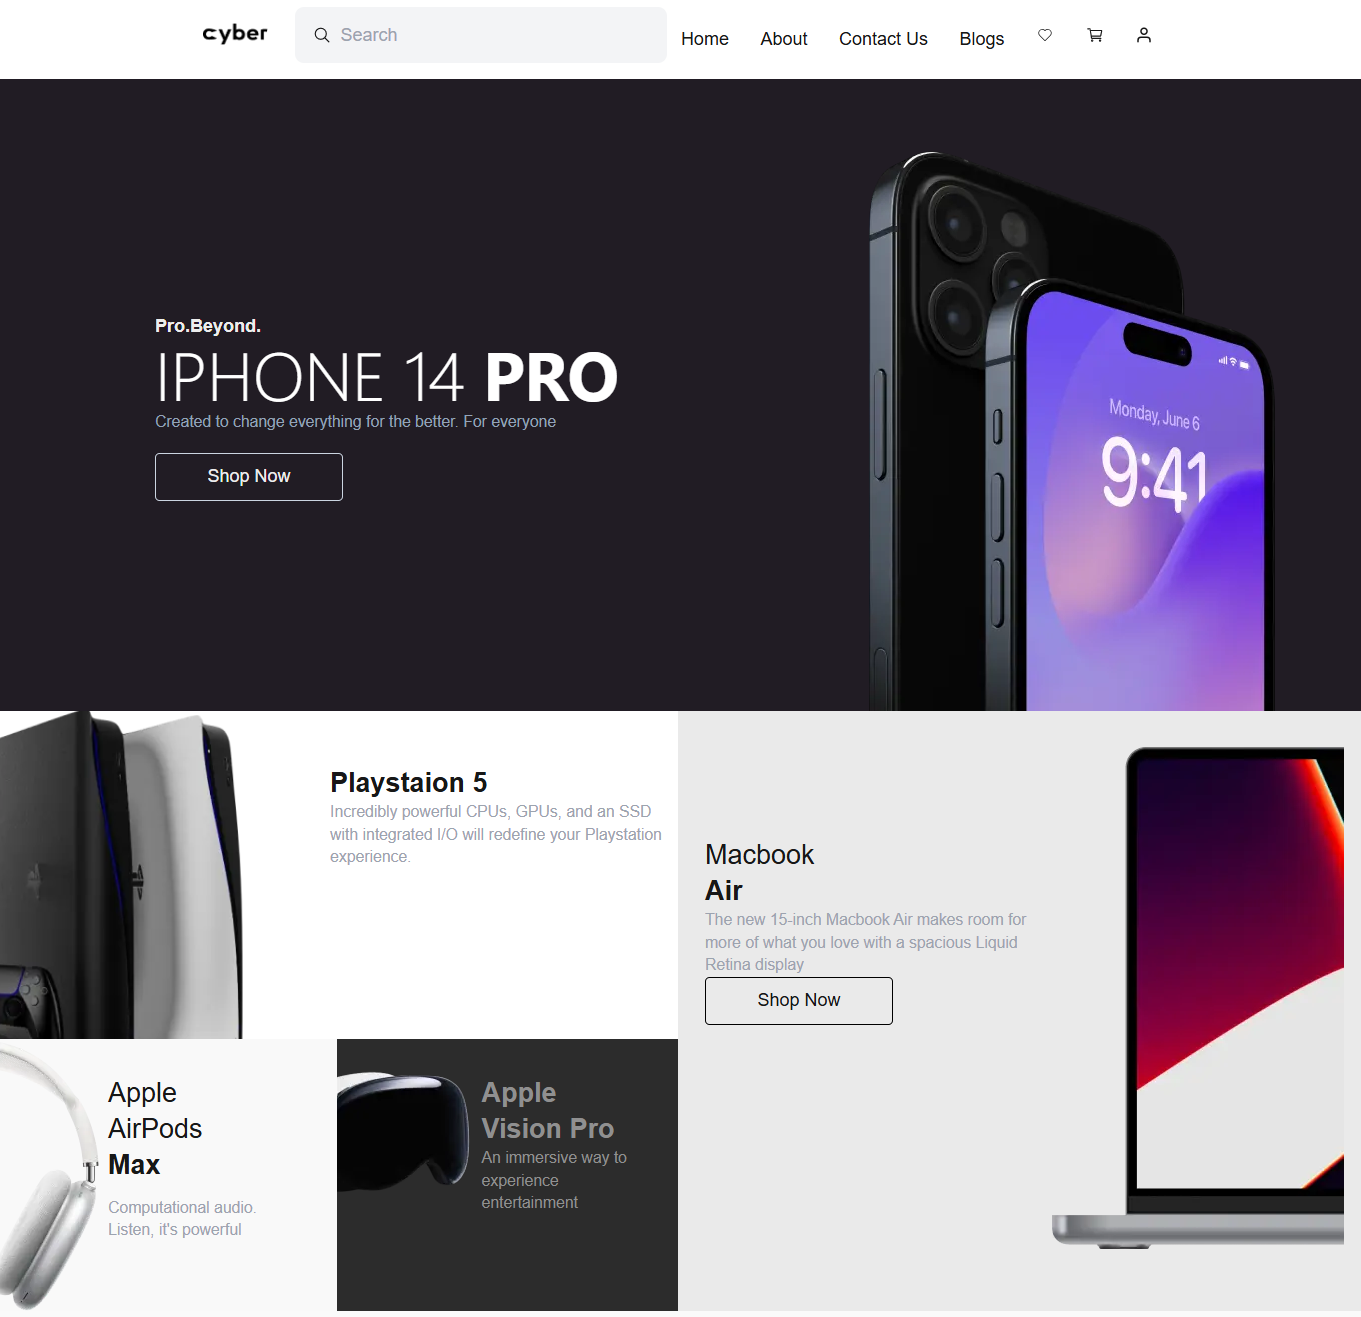 cyber
Search
Home
About
Contact Us
Blogs
Pro.Beyond.
IPHONE 14 PRO
Created to change everything for the better. For everyone
Shop Now
Monday, June 6
9:41
Playstaion 5
Incredibly powerful CPUs, GPUs, and an SSD
with integrated I/O will redefine your Playstation
experience.
Macbook
Air
The new 15-inch Macbook Air makes room for
more of what you love with a spacious Liquid
Retina display
Shop Now
Apple
AirPods
Max
Computational audio.
Listen, it's powerful
Apple
Vision Pro
An immersive way to
experience
entertainment